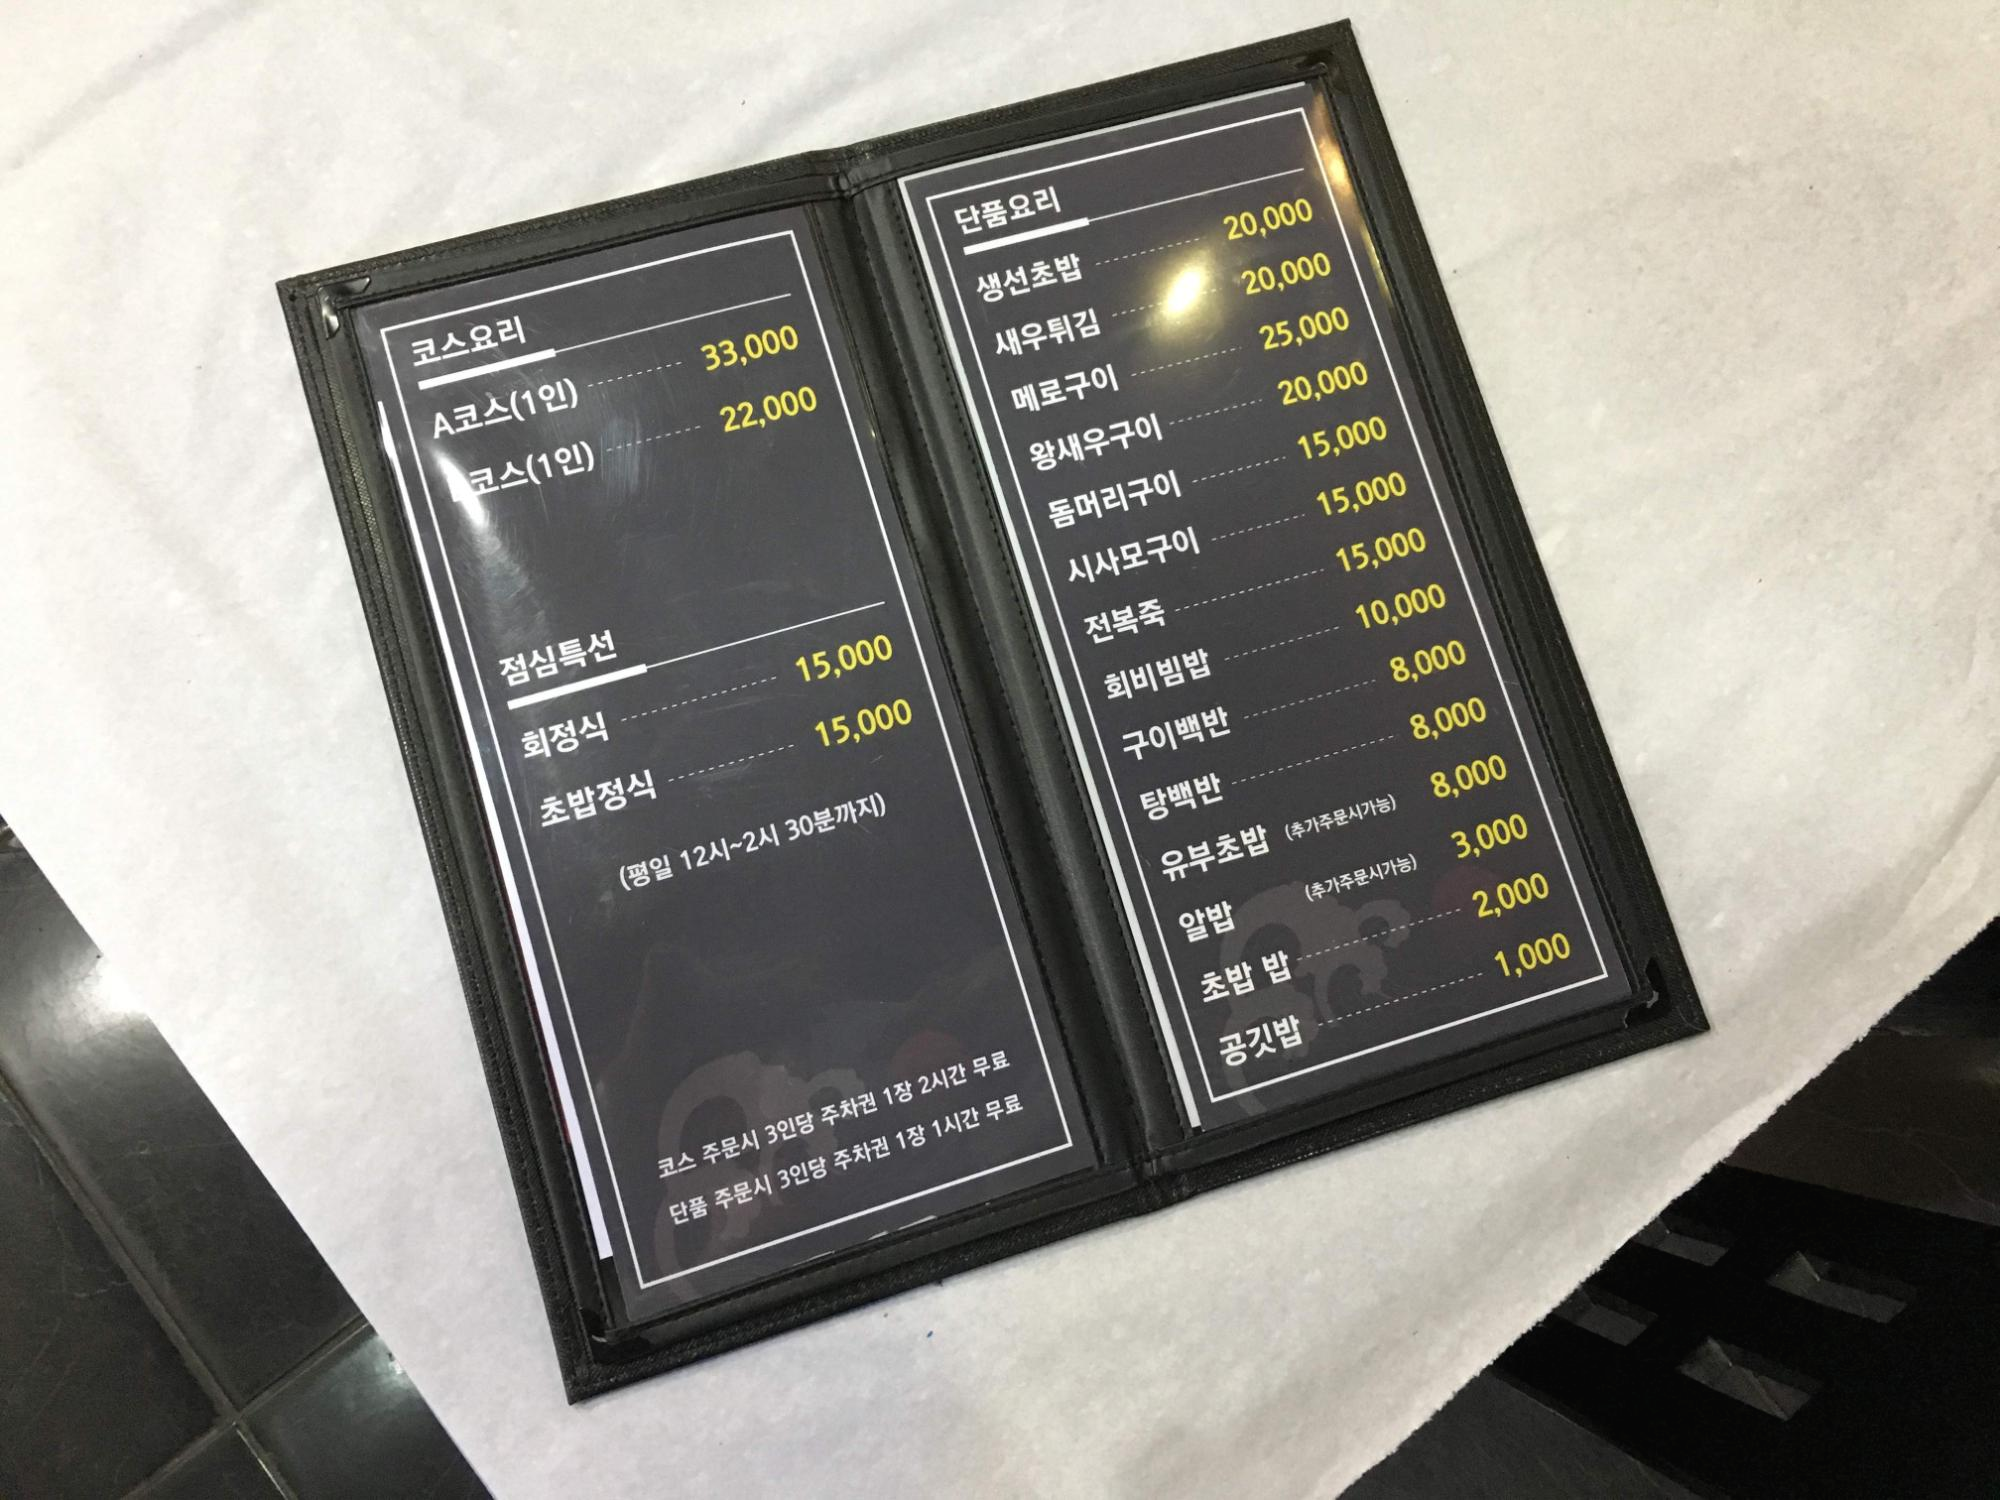 코스요리
A코스(1인) 33,000
코스(1인) 22,000
점심특선
회정식 15,000
초밥정식 15,000
(평일 12시~2시 30분까지)
코스 주문시 3인당 주차권 1장 2시간 무료
단품 주문시 3인당 주차권 1장 1시간 무료
단품요리
생선초밥 20,000
새우튀김 20,000
메로구이 25,000
왕새우구이 20,000
돔머리구이 15,000
시사모구이 15,000
전복죽 15,000
회비빔밥 10,000
구이백반 8,000
탕백반 8,000
유부초밥 (추가주문시가능) 8,000
알밥 (추가주문시가능) 3,000
초밥 밥 2,000
공깃밥 1,000